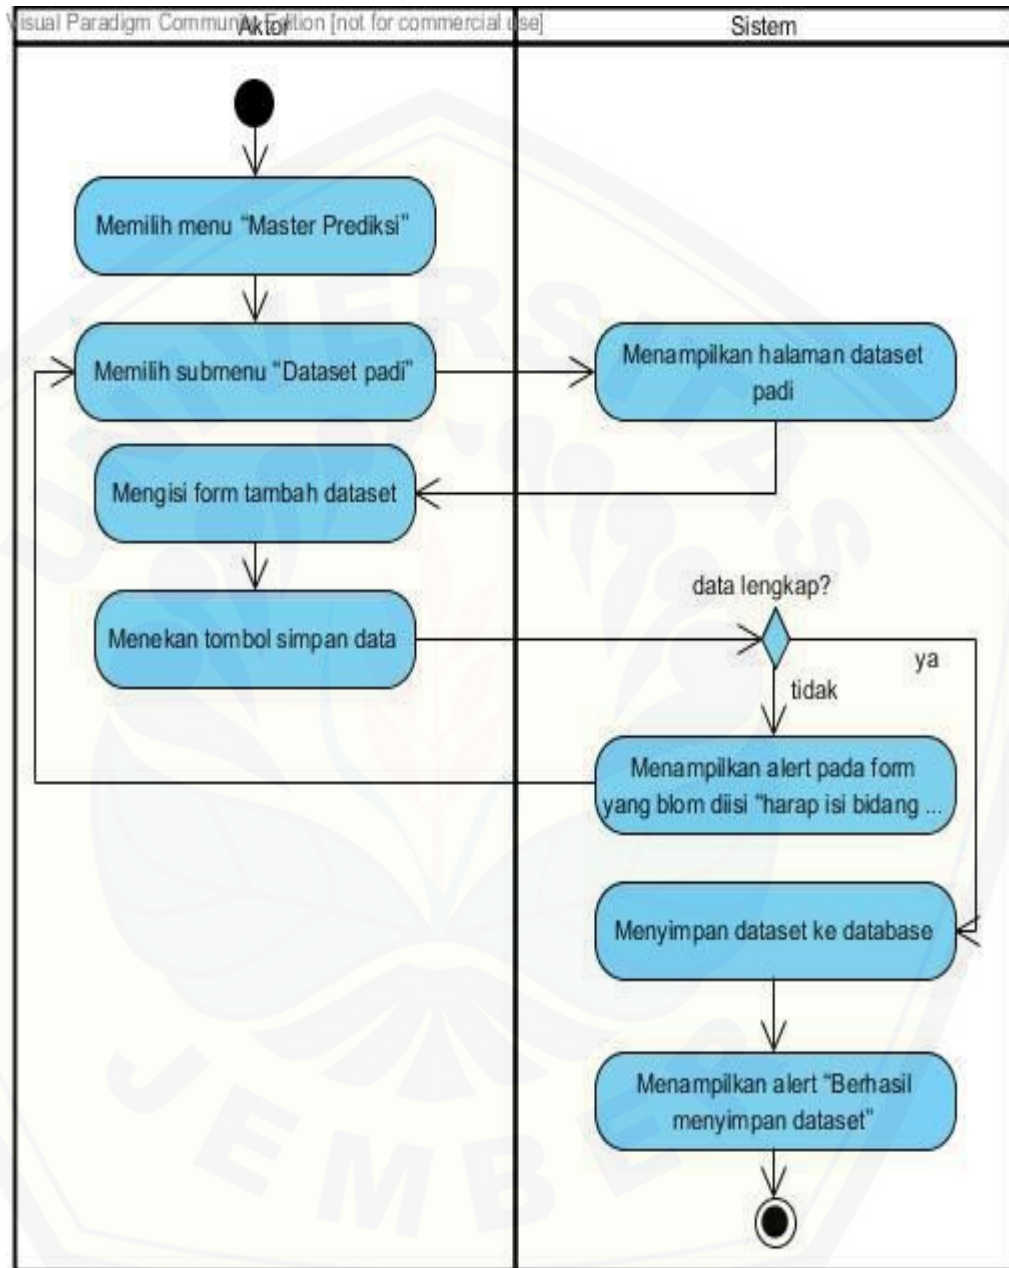 Visual Paradigm Community Edition [not for commercial use]
Aktor
Sistem
Memilih menu “Master Prediksi”
Memilih submenu “Dataset padi”
Menampilkan halaman dataset
padi
Mengisi form tambah dataset
data lengkap?
Menekan tombol simpan data
ya
tidak
Menampilkan alert pada form
yang blom diisi “harap isi bidang ...
Menyimpan dataset ke database
Menampilkan alert “Berhasil
menyimpan dataset”
UNIVERSITAS
JEMBER